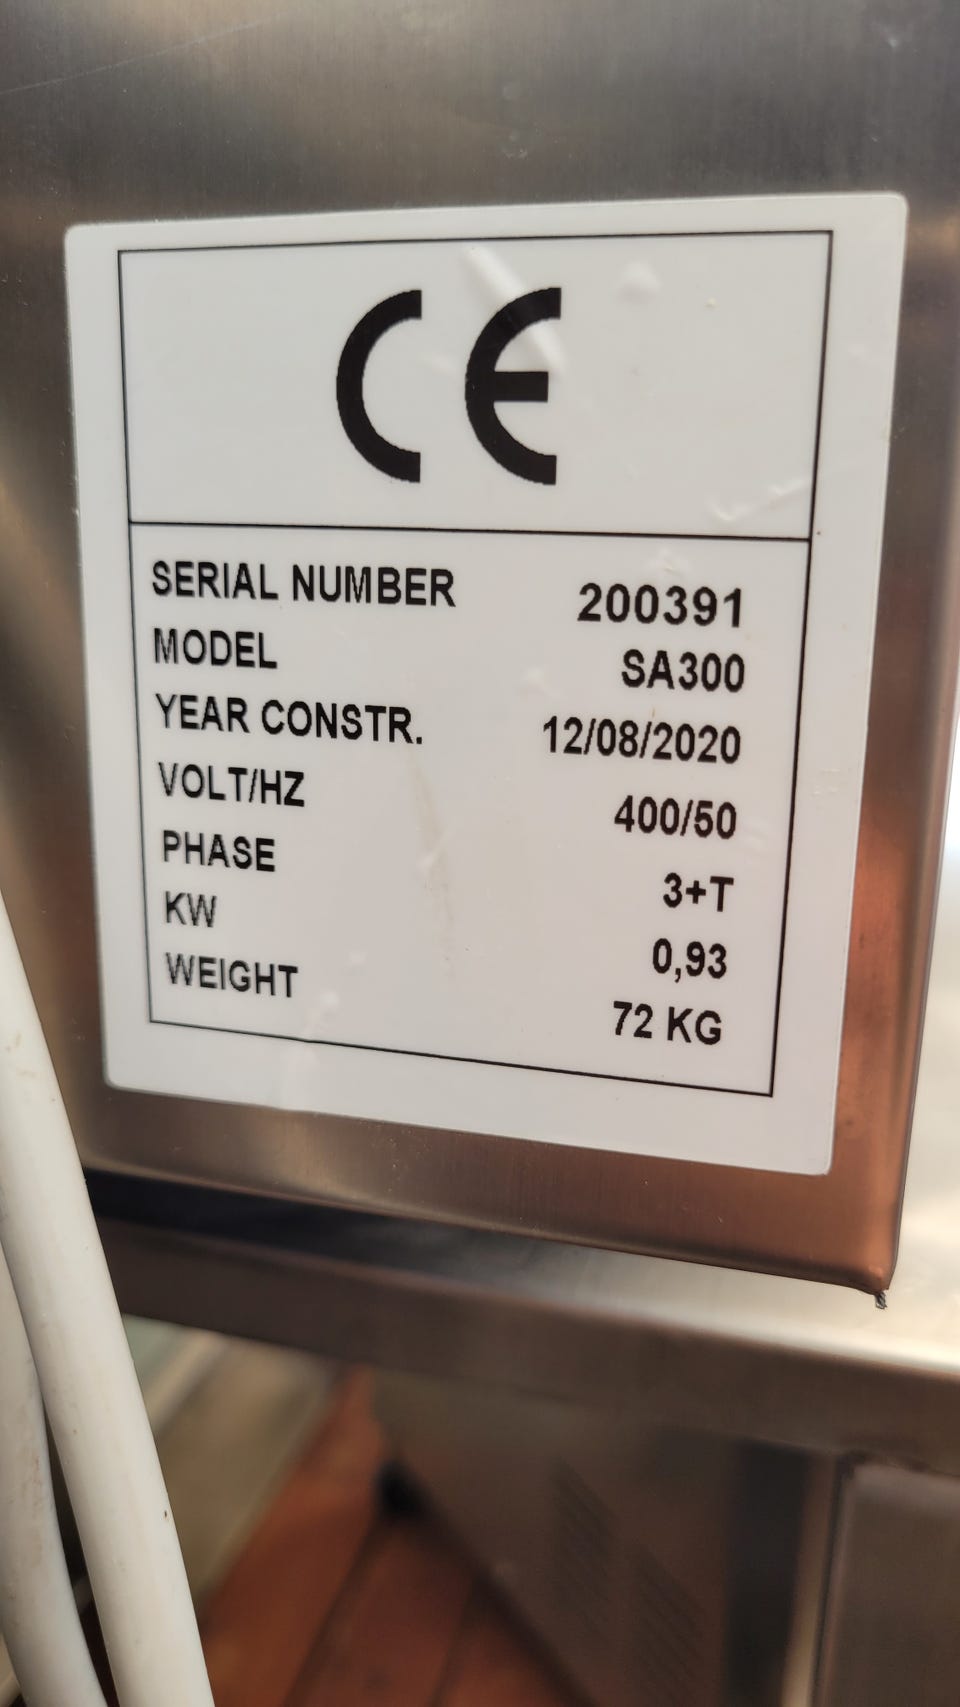 CE
SERIAL NUMBER 200391
MODEL SA300
YEAR CONSTR. 12/08/2020
VOLT/HZ 400/50
PHASE 3+T
KW 0,93
WEIGHT 72 KG